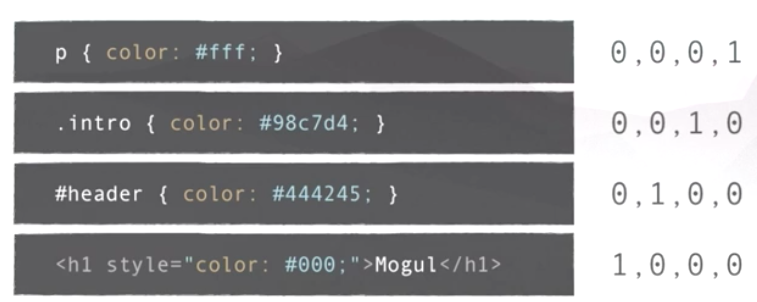 p { color: #fff; } 0,0,0,1
.intro { color: #98c7d4; } 0,0,1,0
#header { color: #444245; } 0,1,0,0
<h1 style="color: #000;">Mogul</h1> 1,0,0,0